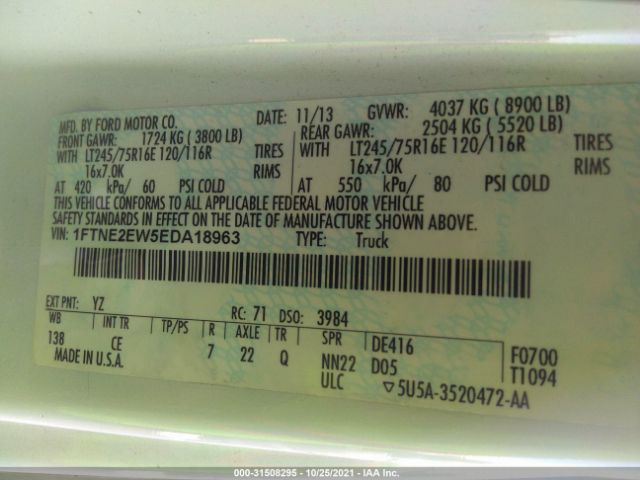 MFD. BY FORD MOTOR CO.
DATE: 11/13 GVWR: 4037 KG ( 8900 LB)
FRONT GAWR: 1724 KG ( 3800 LB) REAR GAWR: 2504 KG ( 5520 LB)
WITH LT245/75R16E 120/116R TIRES WITH LT245/75R16E 120/116R TIRES
16x7.0K RIMS 16x7.0K RIMS
AT 420 kPa/ 60 PSI COLD AT 550 kPa/ 80 PSI COLD
THIS VEHICLE CONFORMS TO ALL APPLICABLE FEDERAL MOTOR VEHICLE
SAFETY STANDARDS IN EFFECT ON THE DATE OF MANUFACTURE SHOWN ABOVE.
VIN: 1FTNE2EW5EDA18963 TYPE: Truck
EXT PNT: YZ RC: 71 DSO: 3984
WB INT TR TP/PS R AXLE TR SPR DE416 F0700
138 CE 7 22 Q NN22 D05 T1094
MADE IN U.S.A. ULC ▽5U5A-3520472-AA
000-31508295 - 10/25/2021 - IAA Inc.